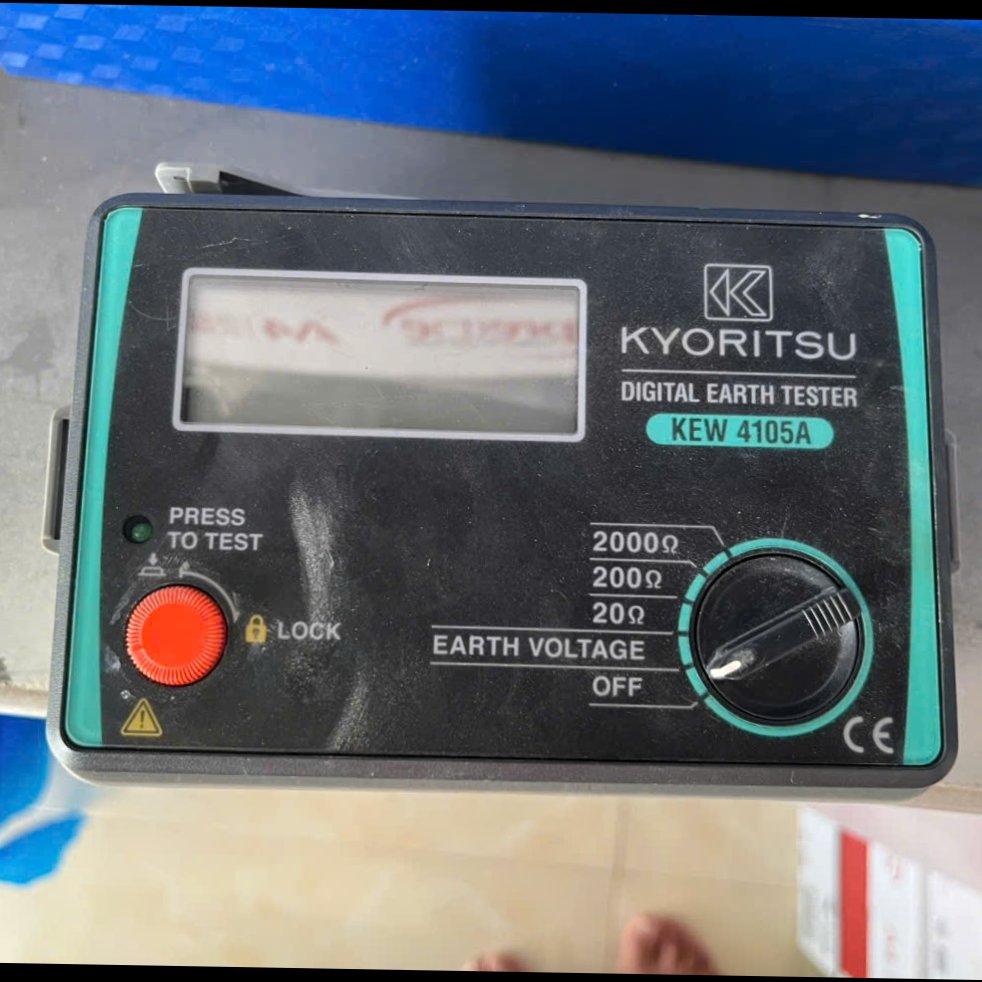 KYORITSU
DIGITAL EARTH TESTER
KEW 4105A
PRESS
TO TEST
LOCK
2000Ω
200Ω
20Ω
EARTH VOLTAGE
OFF
CE